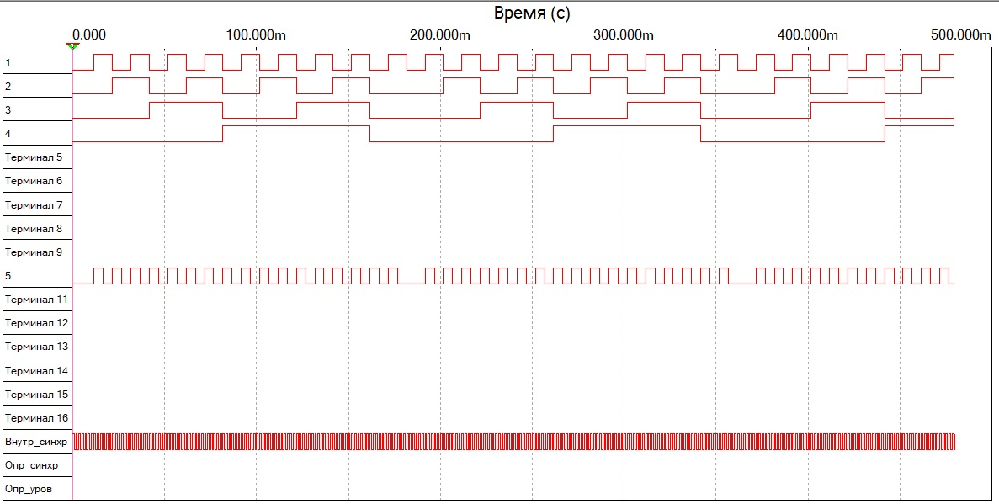 Время (с)
0.000 100.000m 200.000m 300.000m 400.000m 500.000m
1
2
3
4
Терминал 5
Терминал 6
Терминал 7
Терминал 8
Терминал 9
5
Терминал 11
Терминал 12
Терминал 13
Терминал 14
Терминал 15
Терминал 16
Внутр_синхр
Опр_синхр
Опр_уров